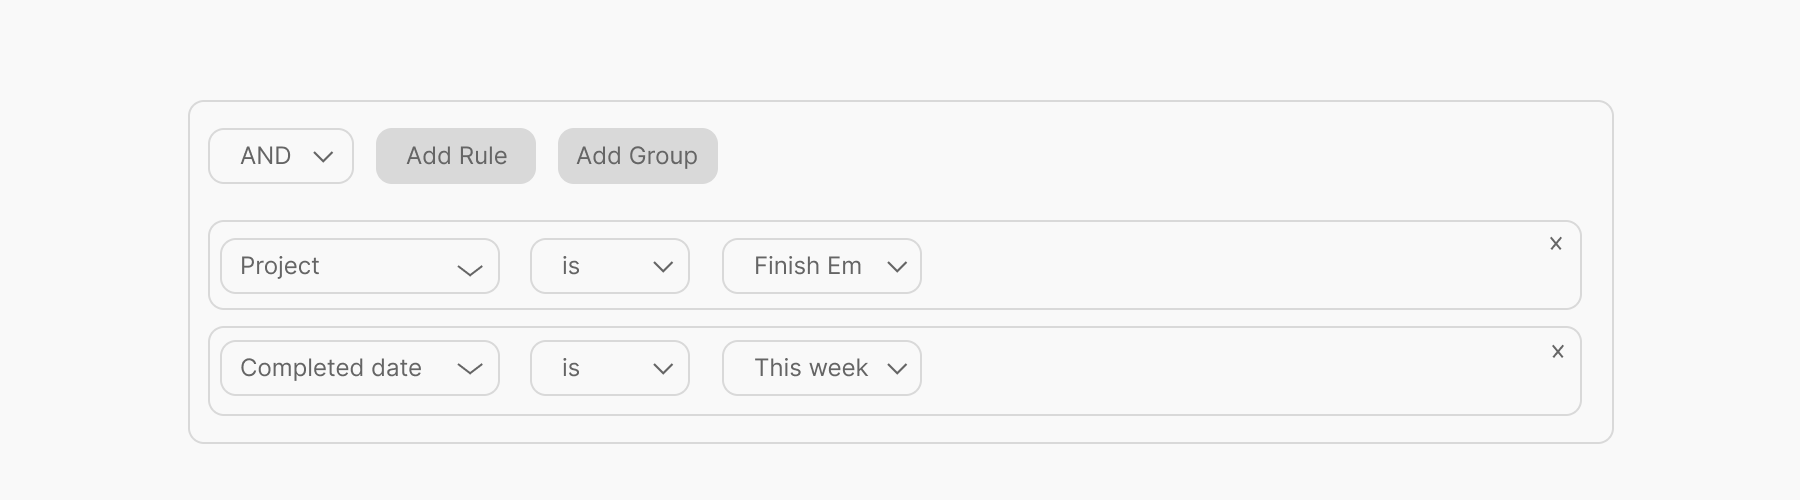 AND Add Rule Add Group
Project is Finish Em x
Completed date is This week x